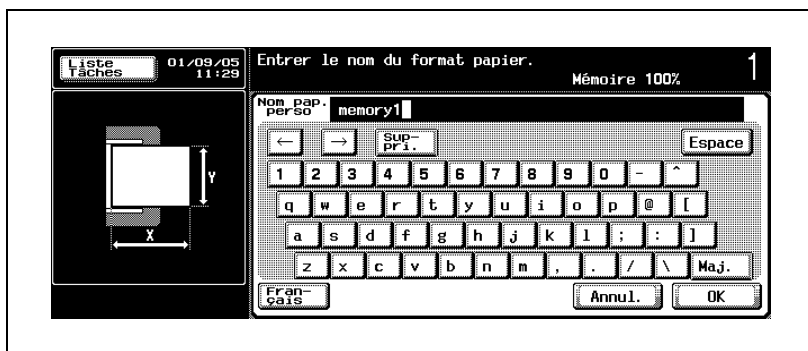 Liste
Tâches
01/09/05
11:29
Entrer le nom du format papier.
Mémoire 100%
1
Nom pap.
perso
memory1
← → Sup-
pri.
Espace
1 2 3 4 5 6 7 8 9 0 - ^
q w e r t y u i o p @ [
a s d f g h j k l ; : ]
z x c v b n m , . / \ Maj.
Fran-
çais
Annul. OK
Y
X